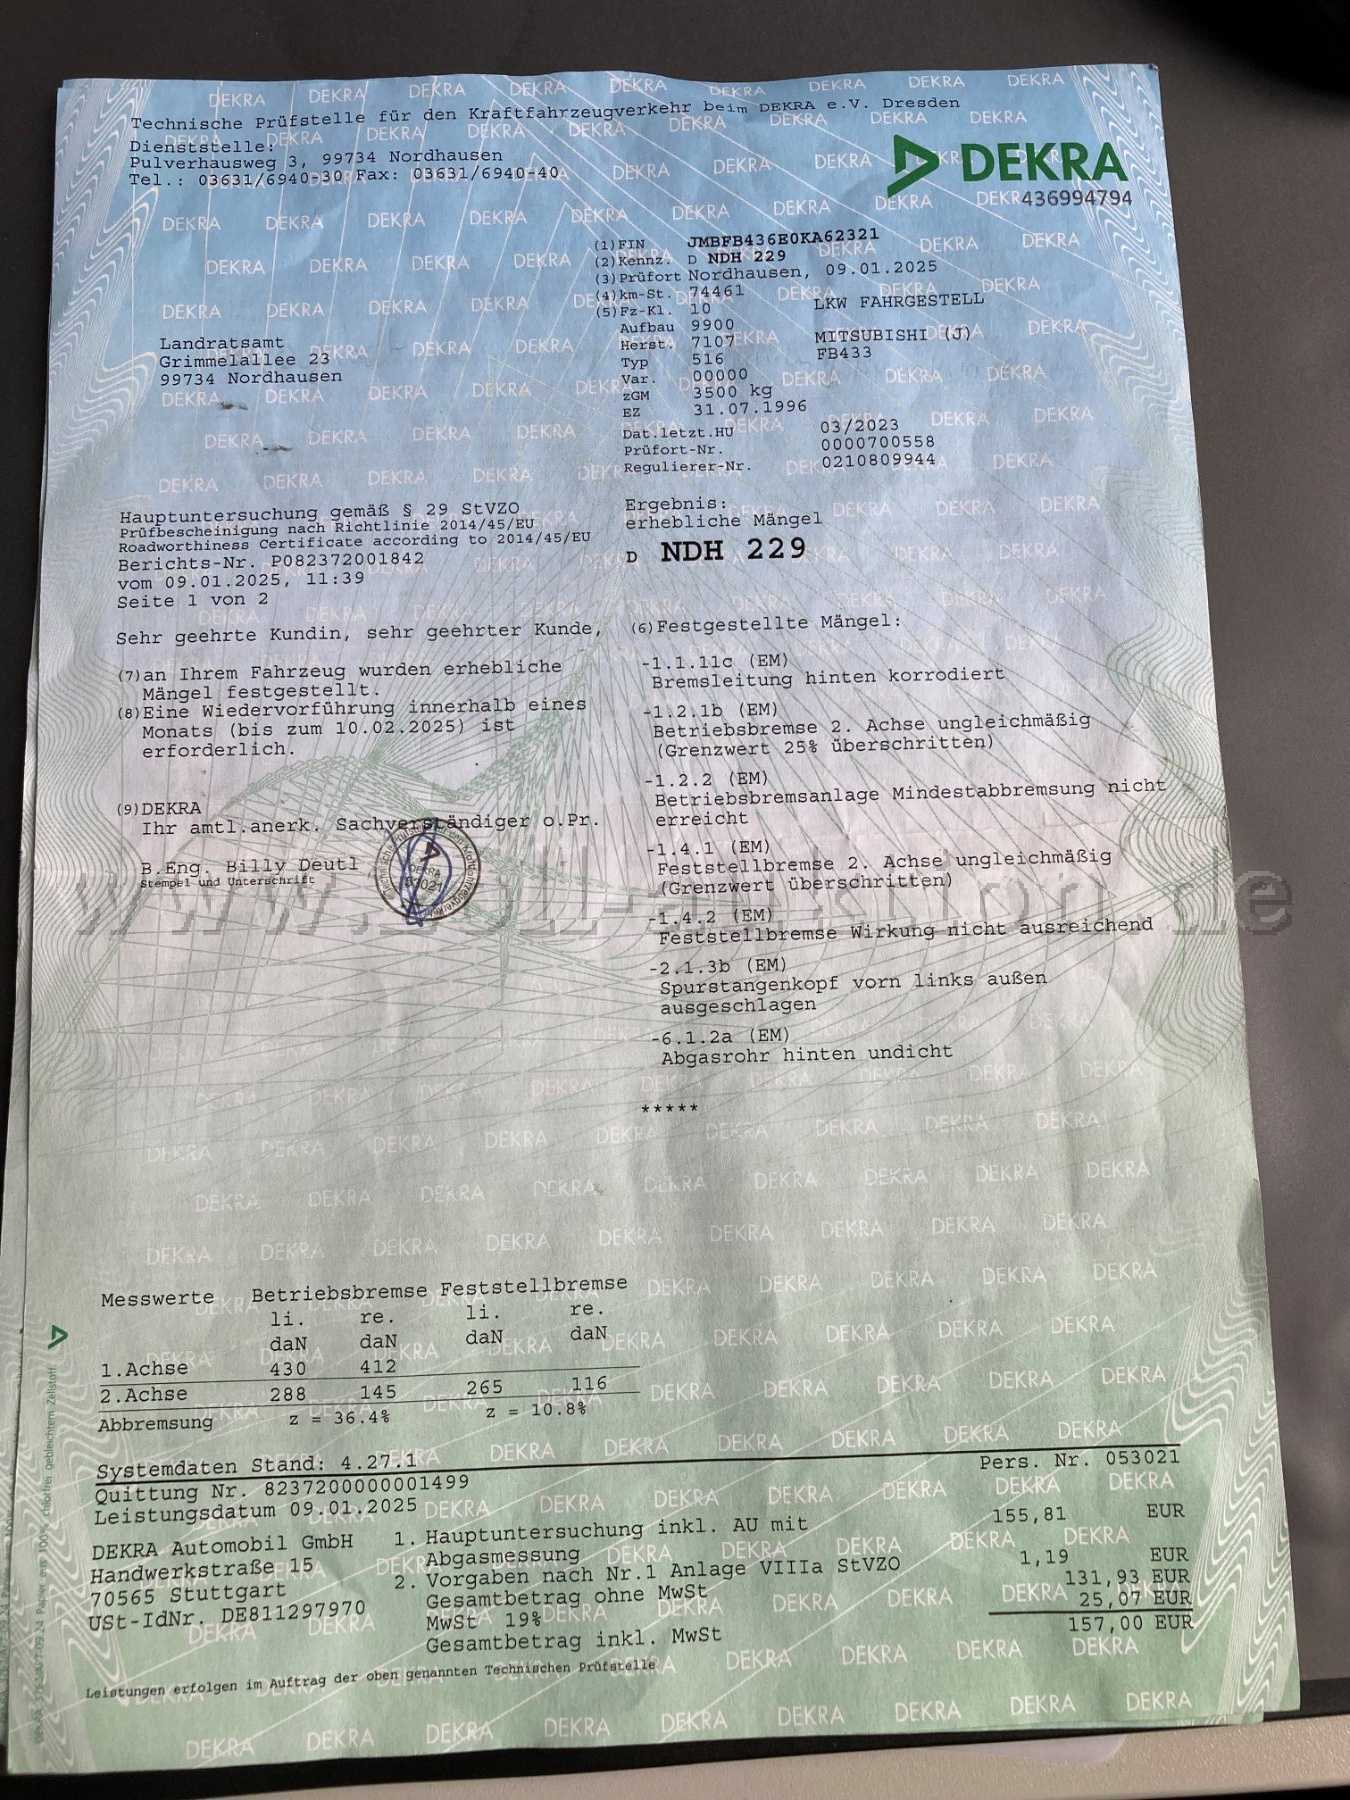 Technische Prüfstelle für den Kraftfahrzeugverkehr beim DEKRA e.V. Dresden
Dienststelle:
Pulverhausweg 3, 99734 Nordhausen
Tel.: 03631/6940-30 Fax: 03631/6940-40
DEKRA
436994794
(1)FIN JMBFB436E0KA62321
(2)Kennz. D NDH 229
(3)Prüfort Nordhausen, 09.01.2025
(4)km-St. 74461
(5)Fz-Kl. 10 LKW FAHRGESTELL
Aufbau 9900
Herst. 7107 MITSUBISHI (J)
Typ 516 FB433
Var. 00000
zGM 3500 kg
EZ 31.07.1996
Dat.letzt.HU 03/2023
Prüfort-Nr. 0000700558
Regulierer-Nr. 0210809944
Landratsamt
Grimmelallee 23
99734 Nordhausen
Hauptuntersuchung gemäß § 29 StVZO
Prüfbescheinigung nach Richtlinie 2014/45/EU
Roadworthiness Certificate according to 2014/45/EU
Berichts-Nr. P082372001842
vom 09.01.2025, 11:39
Seite 1 von 2
Ergebnis:
erhebliche Mängel
D NDH 229
Sehr geehrte Kundin, sehr geehrter Kunde,
(7)an Ihrem Fahrzeug wurden erhebliche
Mängel festgestellt.
(8)Eine Wiedervorführung innerhalb eines
Monats (bis zum 10.02.2025) ist
erforderlich.
(9)DEKRA
Ihr amtl.anerk. Sachverständiger o.Pr.
B.Eng. Billy Deutl
Stempel und Unterschrift
DEKRA
53021
(6)Festgestellte Mängel:
-1.1.11c (EM)
Bremsleitung hinten korrodiert
-1.2.1b (EM)
Betriebsbremse 2. Achse ungleichmäßig
(Grenzwert 25% überschritten)
-1.2.2 (EM)
Betriebsbremsanlage Mindestabbremsung nicht
erreicht
-1.4.1 (EM)
Feststellbremse 2. Achse ungleichmäßig
(Grenzwert überschritten)
-1.4.2 (EM)
Feststellbremse Wirkung nicht ausreichend
-2.1.3b (EM)
Spurstangenkopf vorn links außen
ausgeschlagen
-6.1.2a (EM)
Abgasrohr hinten undicht
*****
www.zoll-auktion.de
Messwerte Betriebsbremse Feststellbremse
li. re. li. re.
daN daN daN daN
1.Achse 430 412
2.Achse 288 145 265 116
Abbremsung z = 36.4% z = 10.8%
Systemdaten Stand: 4.27.1 Pers. Nr. 053021
Quittung Nr. 8237200000001499
Leistungsdatum 09.01.2025
DEKRA Automobil GmbH
Handwerkstraße 15
70565 Stuttgart
USt-IdNr. DE811297970
1. Hauptuntersuchung inkl. AU mit 155,81 EUR
Abgasmessung
2. Vorgaben nach Nr.1 Anlage VIIIa StVZO 1,19 EUR
Gesamtbetrag ohne MwSt 131,93 EUR
MwSt 19% 25,07 EUR
Gesamtbetrag inkl. MwSt 157,00 EUR
Leistungen erfolgen im Auftrag der oben genannten Technischen Prüfstelle